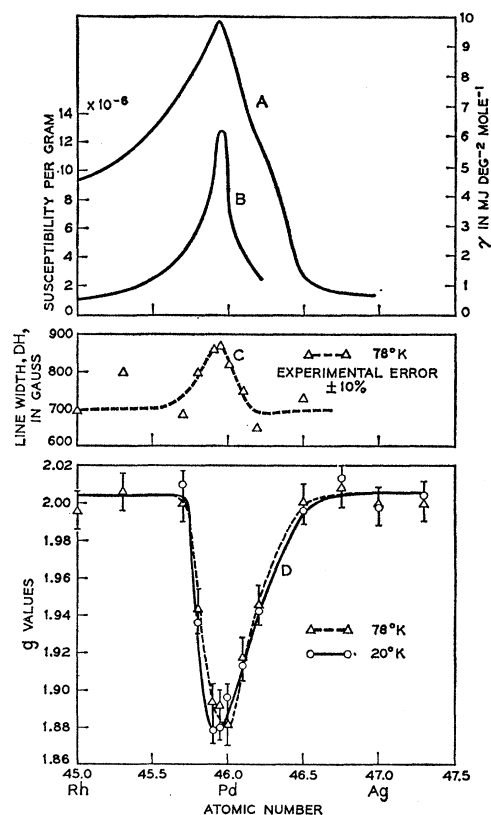 SUSCEPTIBILITY PER GRAM
×10⁻⁶
14
12
10
8
6
4
2
0
A
B
10
9
8
7
6
5
4
3
2
1
0
γ IN MJ DEG⁻² MOLE⁻¹
LINE WIDTH, DH,
IN GAUSS
900
800
700
600
C
78°K
EXPERIMENTAL ERROR
±10%
g VALUES
2.02
2.00
1.98
1.96
1.94
1.92
1.90
1.88
1.86
D
78°K
20°K
45.0 45.5 46.0 46.5 47.0 47.5
Rh Pd Ag
ATOMIC NUMBER